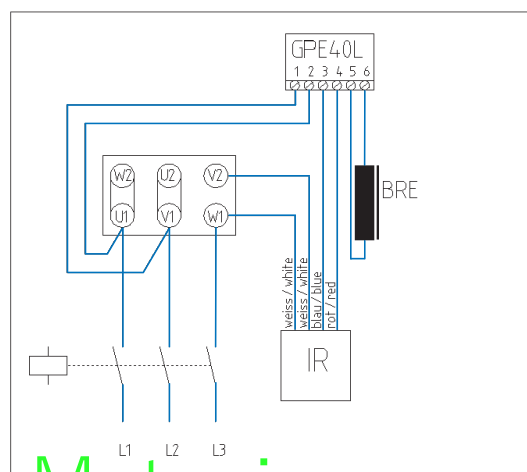 GPE40L
1 2 3 4 5 6
W2 U2 V2
BRE
U1 V1 W1
weiss / white
weiss / white
blau / blue
rot / red
IR
L1 L2 L3